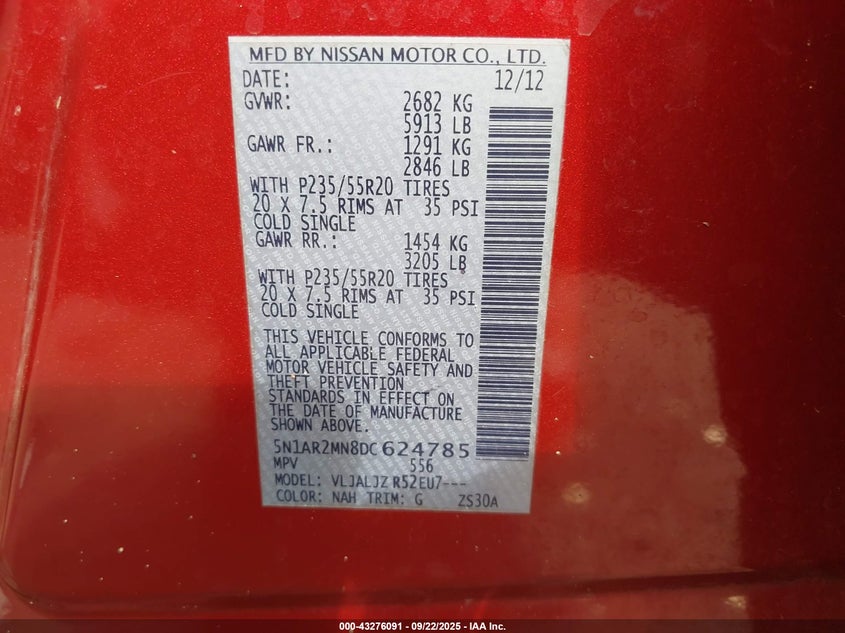 MFD BY NISSAN MOTOR CO., LTD.
DATE: 12/12
GVWR: 2682 KG
5913 LB
GAWR FR.: 1291 KG
2846 LB
WITH P235/55R20 TIRES
20 X 7.5 RIMS AT 35 PSI
COLD SINGLE
GAWR RR.: 1454 KG
3205 LB
WITH P235/55R20 TIRES
20 X 7.5 RIMS AT 35 PSI
COLD SINGLE
THIS VEHICLE CONFORMS TO
ALL APPLICABLE FEDERAL
MOTOR VEHICLE SAFETY AND
THEFT PREVENTION
STANDARDS IN EFFECT ON
THE DATE OF MANUFACTURE
SHOWN ABOVE.
5N1AR2MN8DC624785
MPV 556
MODEL: VLJALJZ R52EU7---
COLOR: NAH TRIM: G ZS30A
000-43276091 - 09/22/2025 - IAA Inc.